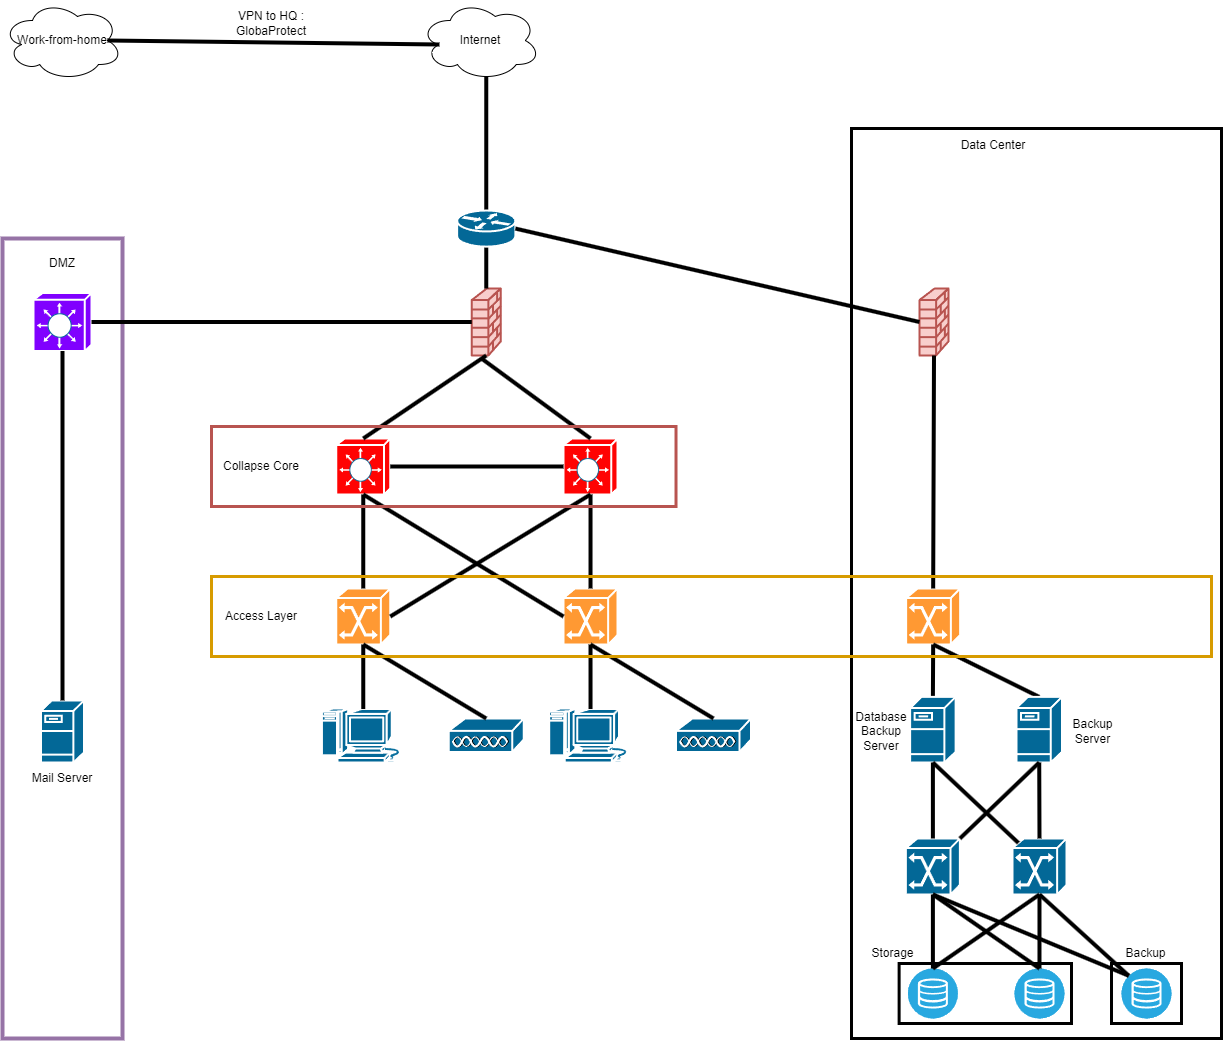 VPN to HQ :
GlobaProtect
Work-from-home
Internet
Data Center
DMZ
Collapse Core
Access Layer
Database
Backup
Server
Backup
Server
Mail Server
Storage
Backup